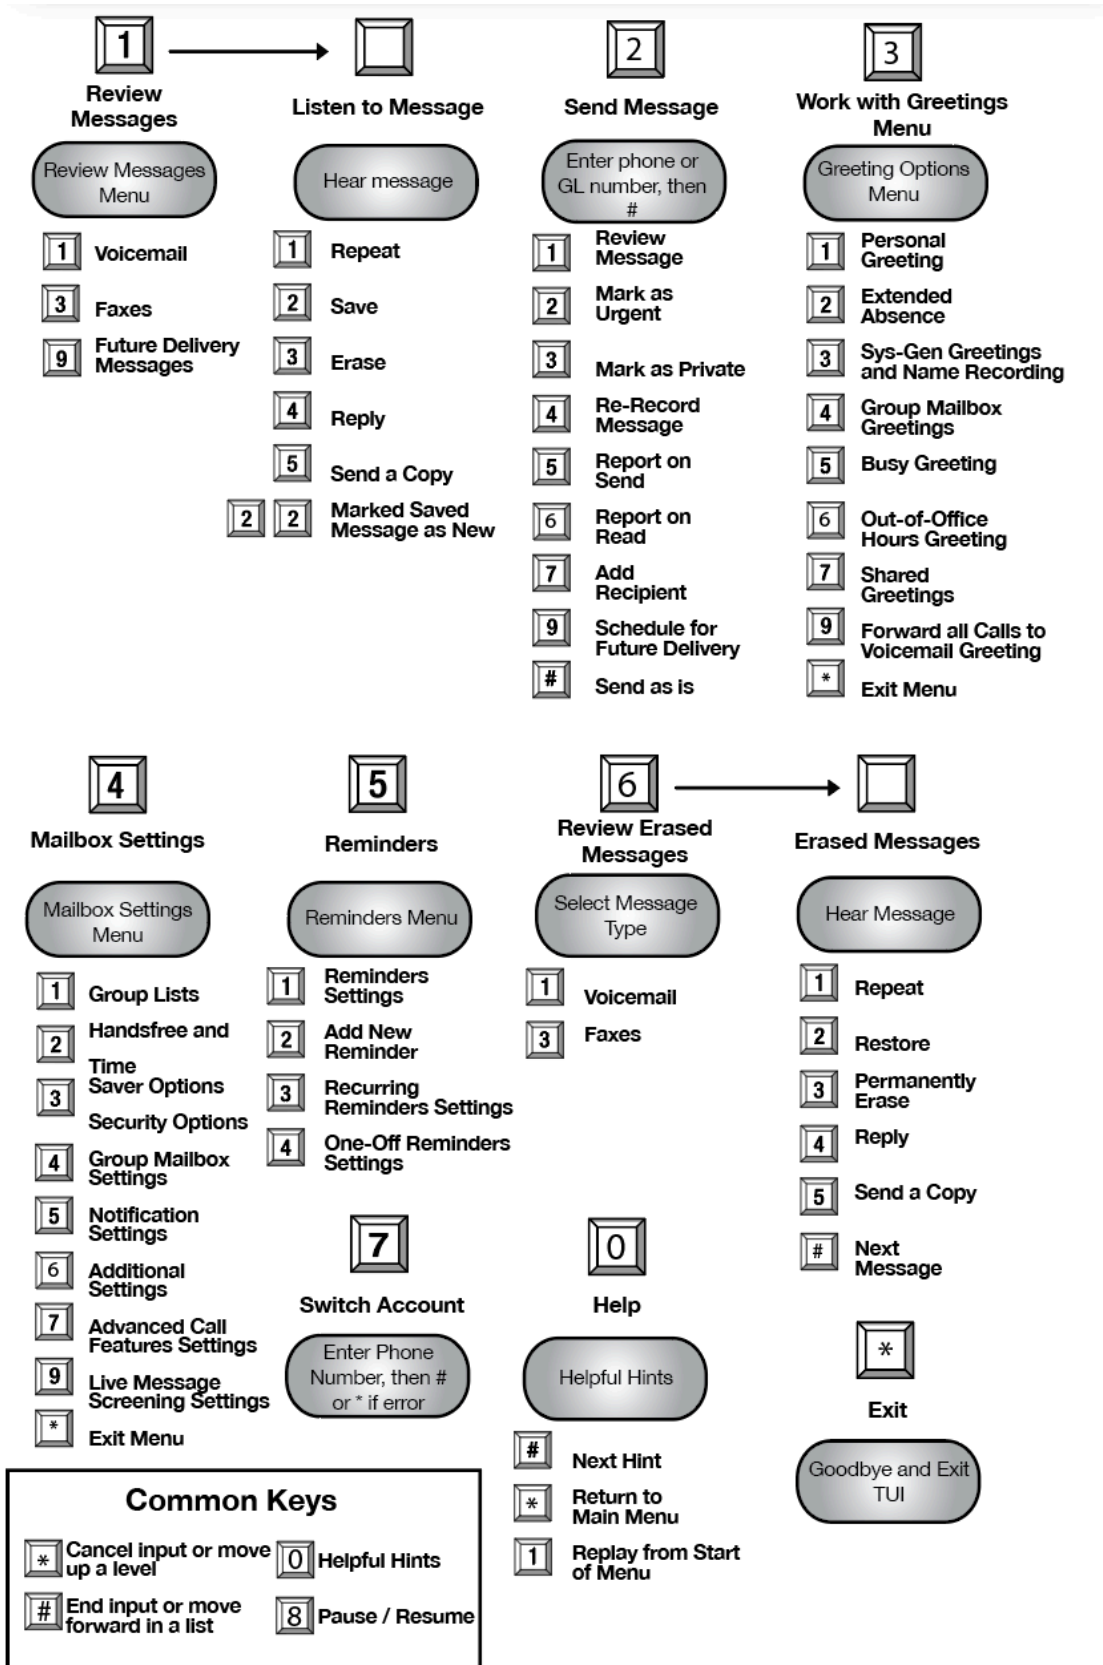 1
Review
Messages
Review Messages
Menu
1 Voicemail
3 Faxes
9 Future Delivery
Messages
Listen to Message
Hear message
1 Repeat
2 Save
3 Erase
4 Reply
5 Send a Copy
2 2 Marked Saved
Message as New
2
Send Message
Enter phone or
GL number, then
#
1 Review
Message
2 Mark as
Urgent
3 Mark as Private
4 Re-Record
Message
5 Report on
Send
6 Report on
Read
7 Add
Recipient
9 Schedule for
Future Delivery
# Send as is
3
Work with Greetings
Menu
Greeting Options
Menu
1 Personal
Greeting
2 Extended
Absence
3 Sys-Gen Greetings
and Name Recording
4 Group Mailbox
Greetings
5 Busy Greeting
6 Out-of-Office
Hours Greeting
7 Shared
Greetings
9 Forward all Calls to
Voicemail Greeting
* Exit Menu
4
Mailbox Settings
Mailbox Settings
Menu
1 Group Lists
2 Handsfree and
Time
3 Saver Options
Security Options
4 Group Mailbox
Settings
5 Notification
Settings
6 Additional
Settings
7 Advanced Call
Features Settings
9 Live Message
Screening Settings
* Exit Menu
5
Reminders
Reminders Menu
1 Reminders
Settings
2 Add New
Reminder
3 Recurring
Reminders Settings
4 One-Off Reminders
Settings
6
Review Erased
Messages
Select Message
Type
1 Voicemail
3 Faxes
Erased Messages
Hear Message
1 Repeat
2 Restore
3 Permanently
Erase
4 Reply
5 Send a Copy
# Next
Message
7
Switch Account
Enter Phone
Number, then #
or * if error
0
Help
Helpful Hints
# Next Hint
* Return to
Main Menu
1 Replay from Start
of Menu
*
Exit
Goodbye and Exit
TUI
Common Keys
* Cancel input or move
up a level
0 Helpful Hints
# End input or move
forward in a list
8 Pause / Resume